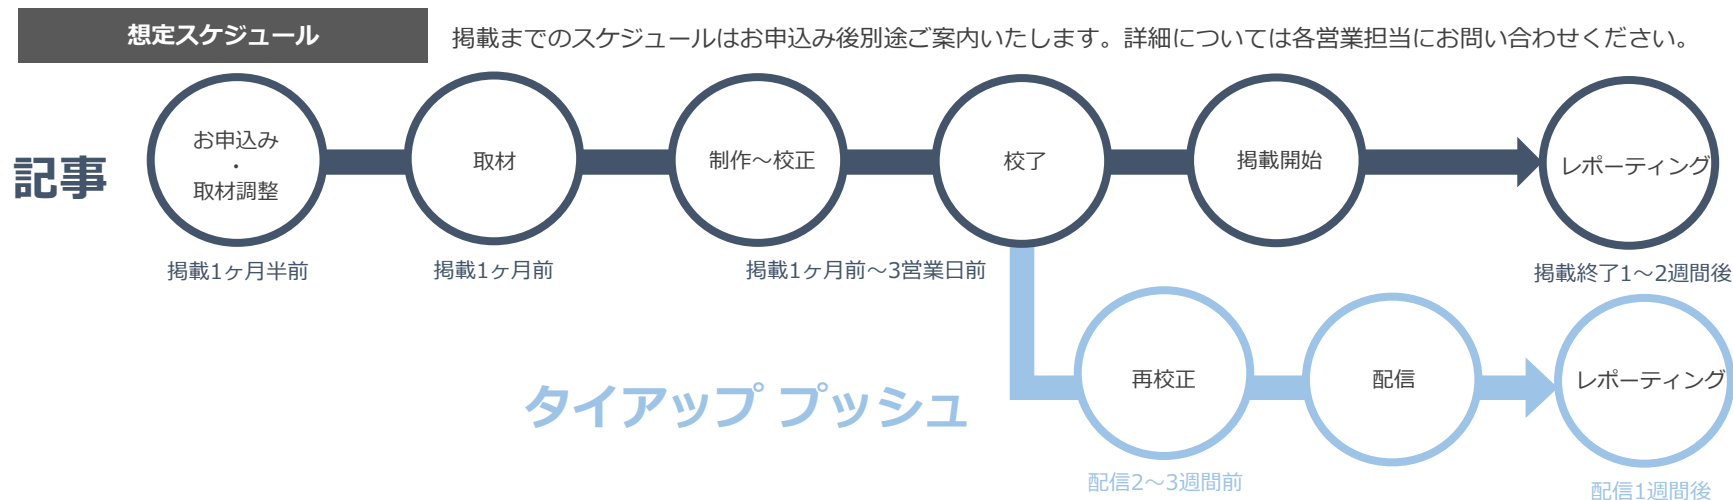 想定スケジュール
掲載までのスケジュールはお申込み後別途ご案内いたします。詳細については各営業担当にお問い合わせください。
記事
お申込み
・
取材調整
取材
制作～校正
校了
掲載開始
レポーティング
掲載1ヶ月半前
掲載1ヶ月前
掲載1ヶ月前～3営業日前
掲載終了1～2週間後
タイアップ プッシュ
再校正
配信
レポーティング
配信2～3週間前
配信1週間後